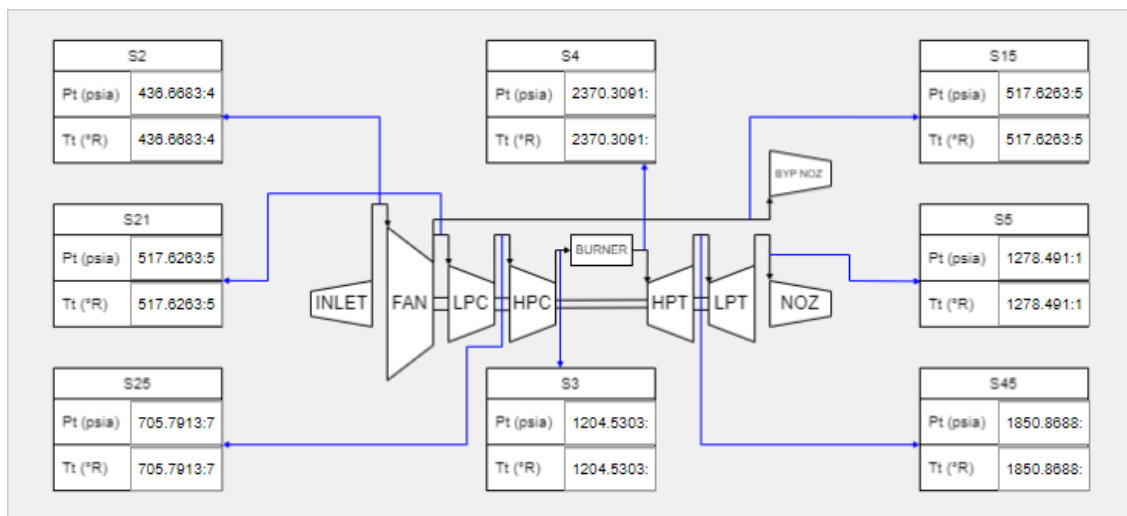 S2
Pt (psia) 436.6683:4
Tt (°R) 436.6683:4
S4
Pt (psia) 2370.3091:
Tt (°R) 2370.3091:
S15
Pt (psia) 517.6263:5
Tt (°R) 517.6263:5
BYP NOZ
S21
Pt (psia) 517.6263:5
Tt (°R) 517.6263:5
S5
Pt (psia) 1278.491:1
Tt (°R) 1278.491:1
BURNER
INLET FAN LPC HPC HPT LPT NOZ
S25
Pt (psia) 705.7913:7
Tt (°R) 705.7913:7
S3
Pt (psia) 1204.5303:
Tt (°R) 1204.5303:
S45
Pt (psia) 1850.8688:
Tt (°R) 1850.8688: